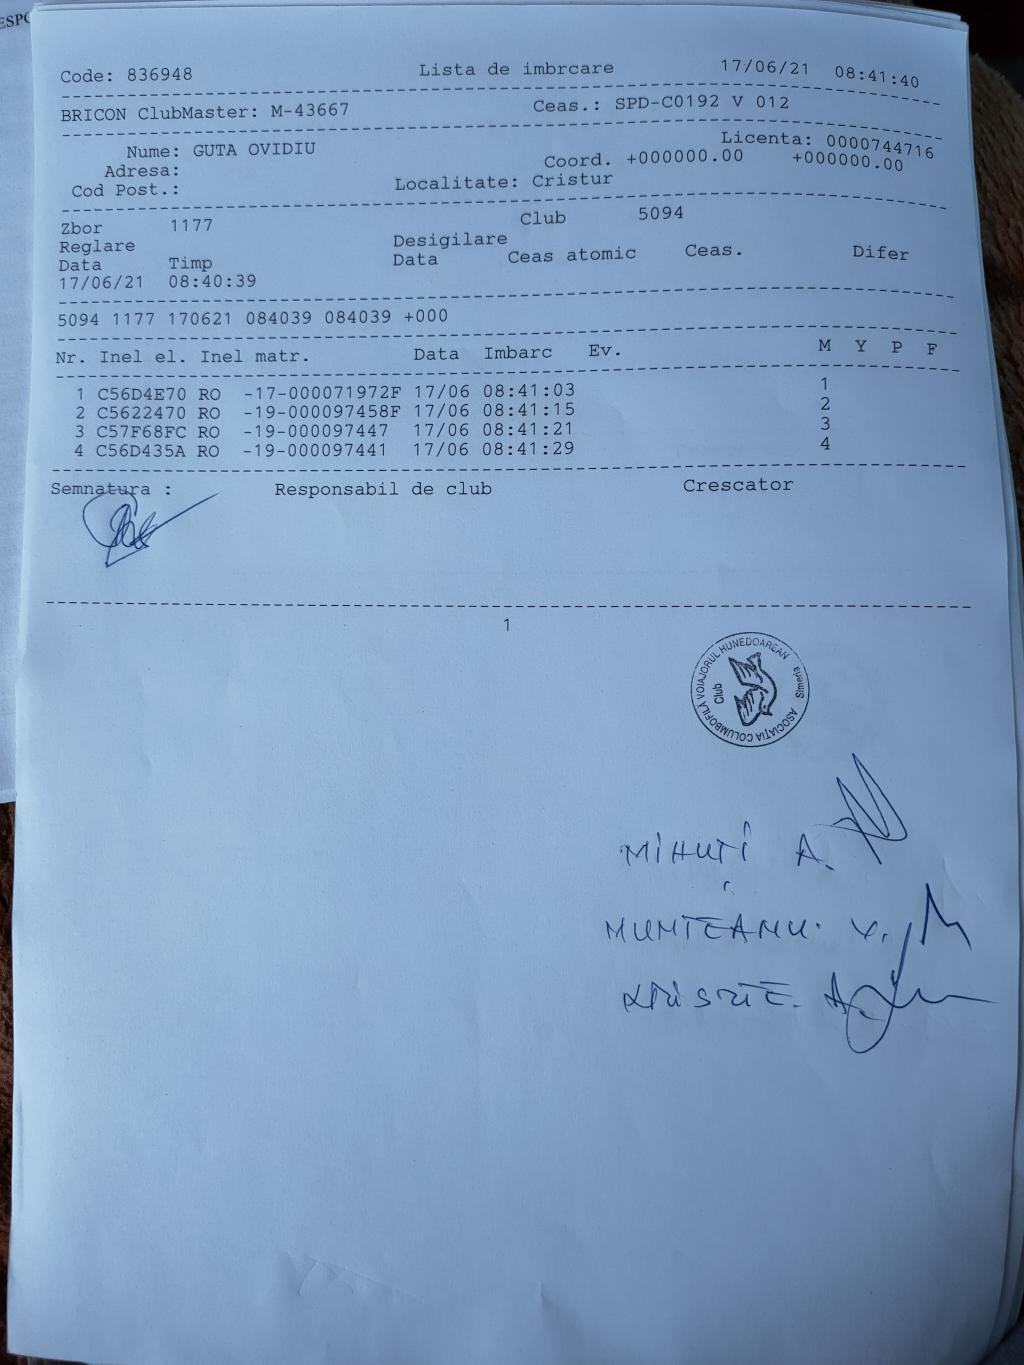 ESPO
Code: 836948 Lista de imbrcare 17/06/21 08:41:40
BRICON ClubMaster: M-43667 Ceas.: SPD-C0192 V 012
Licenta: 0000744716
Nume: GUTA OVIDIU
Adresa: Coord. +000000.00 +000000.00
Cod Post.: Localitate: Cristur
Zbor 1177 Club 5094
Reglare Desigilare
Data Timp Data Ceas atomic Ceas. Difer
17/06/21 08:40:39
5094 1177 170621 084039 084039 +000
Nr. Inel el. Inel matr. Data Imbarc Ev. M Y P F
1 C56D4E70 RO -17-000071972F 17/06 08:41:03 1
2 C5622470 RO -19-000097458F 17/06 08:41:15 2
3 C57F68FC RO -19-000097447 17/06 08:41:21 3
4 C56D435A RO -19-000097441 17/06 08:41:29 4
Semnatura : Responsabil de club Crescator
1
ASOCIAȚIA COLUMBOFILĂ VOIAJORUL HUNEDOAREAN
Club Simeria
MIHUȚI A.
MUNTEANU. V.